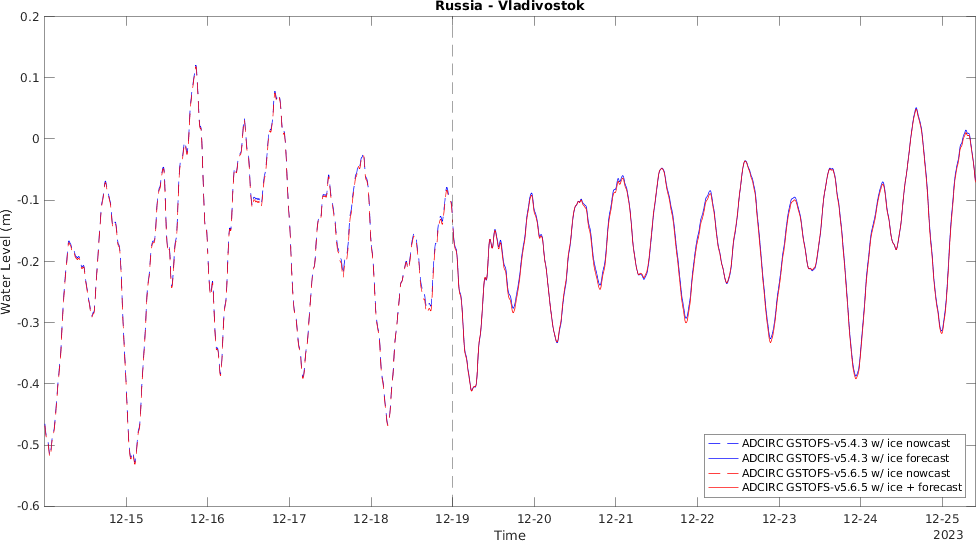 Russia - Vladivostok
0.2
0.1
0
-0.1
-0.2
-0.3
-0.4
-0.5
-0.6
Water Level (m)
ADCIRC GSTOFS-v5.4.3 w/ ice nowcast
ADCIRC GSTOFS-v5.4.3 w/ ice forecast
ADCIRC GSTOFS-v5.6.5 w/ ice nowcast
ADCIRC GSTOFS-v5.6.5 w/ ice + forecast
12-15 12-16 12-17 12-18 12-19 12-20 12-21 12-22 12-23 12-24 12-25
Time 2023